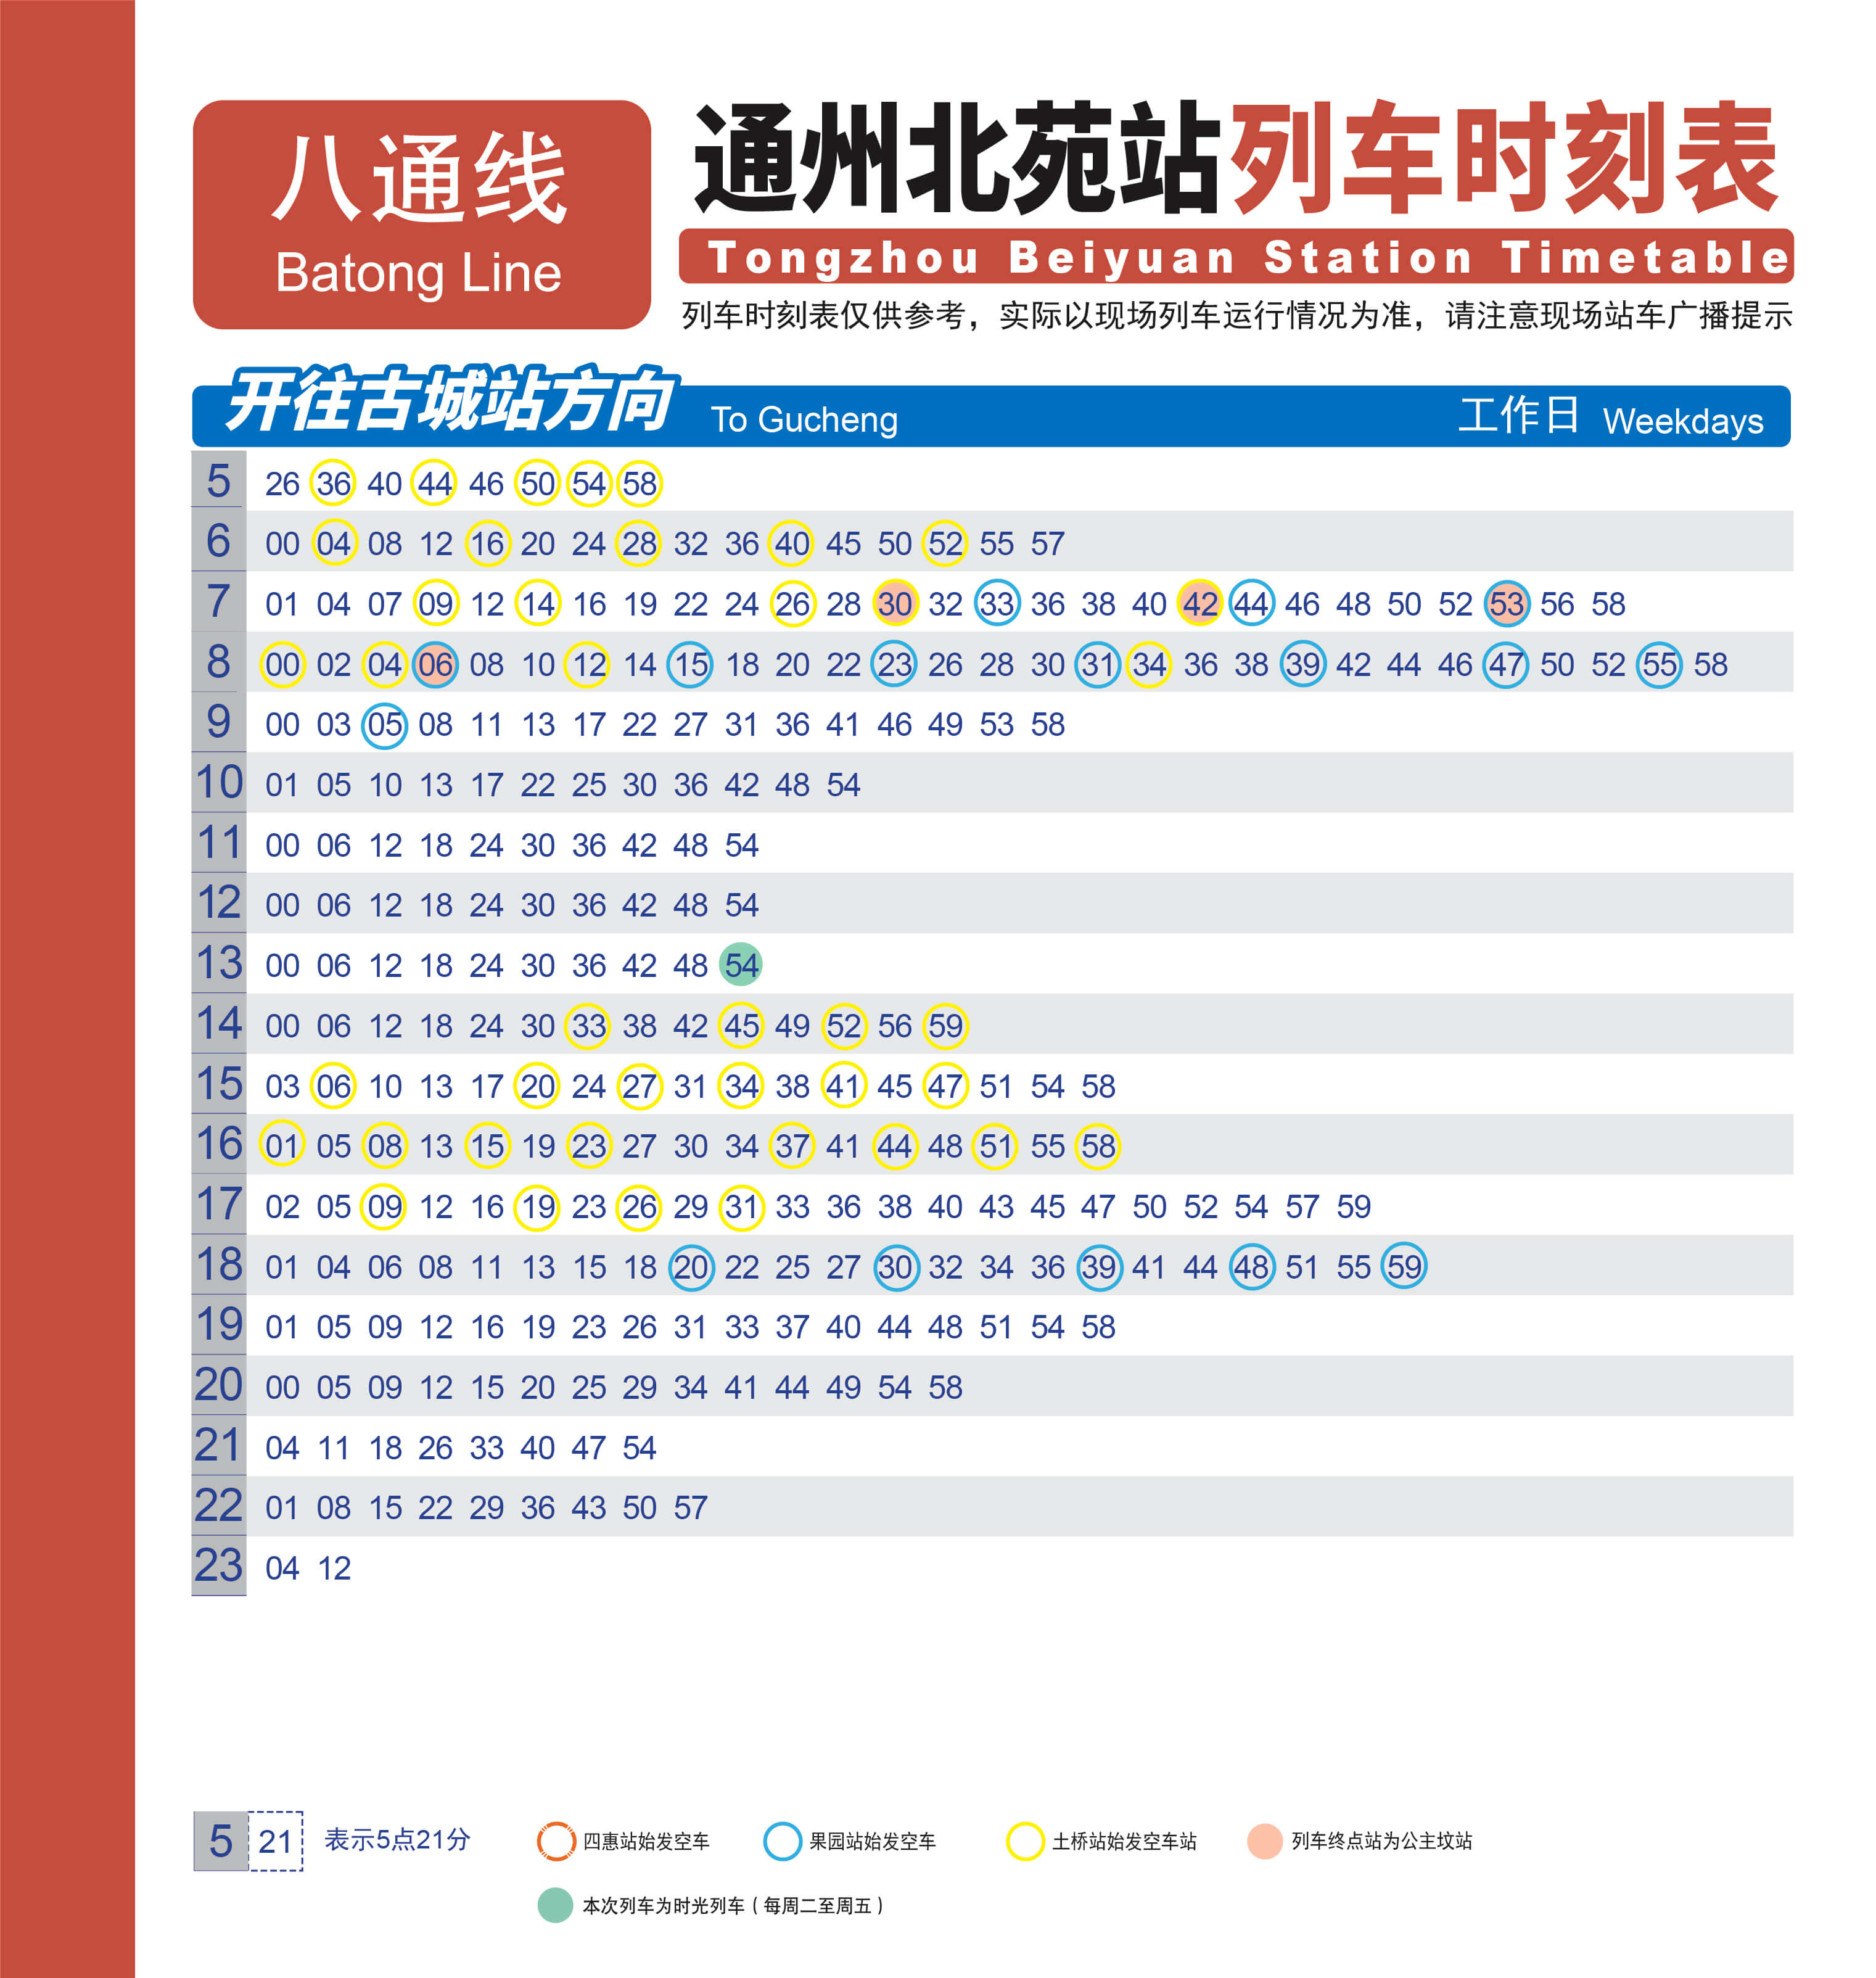 八通线
Batong Line
通州北苑站列车时刻表
Tongzhou Beiyuan Station Timetable
列车时刻表仅供参考，实际以现场列车运行情况为准，请注意现场站车广播提示
开往古城站方向 To Gucheng 工作日 Weekdays
5 26 36 40 44 46 50 54 58
6 00 04 08 12 16 20 24 28 32 36 40 45 50 52 55 57
7 01 04 07 09 12 14 16 19 22 24 26 28 30 32 33 36 38 40 42 44 46 48 50 52 53 56 58
8 00 02 04 06 08 10 12 14 15 18 20 22 23 26 28 30 31 34 36 38 39 42 44 46 47 50 52 55 58
9 00 03 05 08 11 13 17 22 27 31 36 41 46 49 53 58
10 01 05 10 13 17 22 25 30 36 42 48 54
11 00 06 12 18 24 30 36 42 48 54
12 00 06 12 18 24 30 36 42 48 54
13 00 06 12 18 24 30 36 42 48 54
14 00 06 12 18 24 30 33 38 42 45 49 52 56 59
15 03 06 10 13 17 20 24 27 31 34 38 41 45 47 51 54 58
16 01 05 08 13 15 19 23 27 30 34 37 41 44 48 51 55 58
17 02 05 09 12 16 19 23 26 29 31 33 36 38 40 43 45 47 50 52 54 57 59
18 01 04 06 08 11 13 15 18 20 22 25 27 30 32 34 36 39 41 44 48 51 55 59
19 01 05 09 12 16 19 23 26 31 33 37 40 44 48 51 54 58
20 00 05 09 12 15 20 25 29 34 41 44 49 54 58
21 04 11 18 26 33 40 47 54
22 01 08 15 22 29 36 43 50 57
23 04 12
5 21 表示5点21分 四惠站始发空车 果园站始发空车 土桥站始发空车站 列车终点站为公主坟站
本次列车为时光列车（每周二至周五）